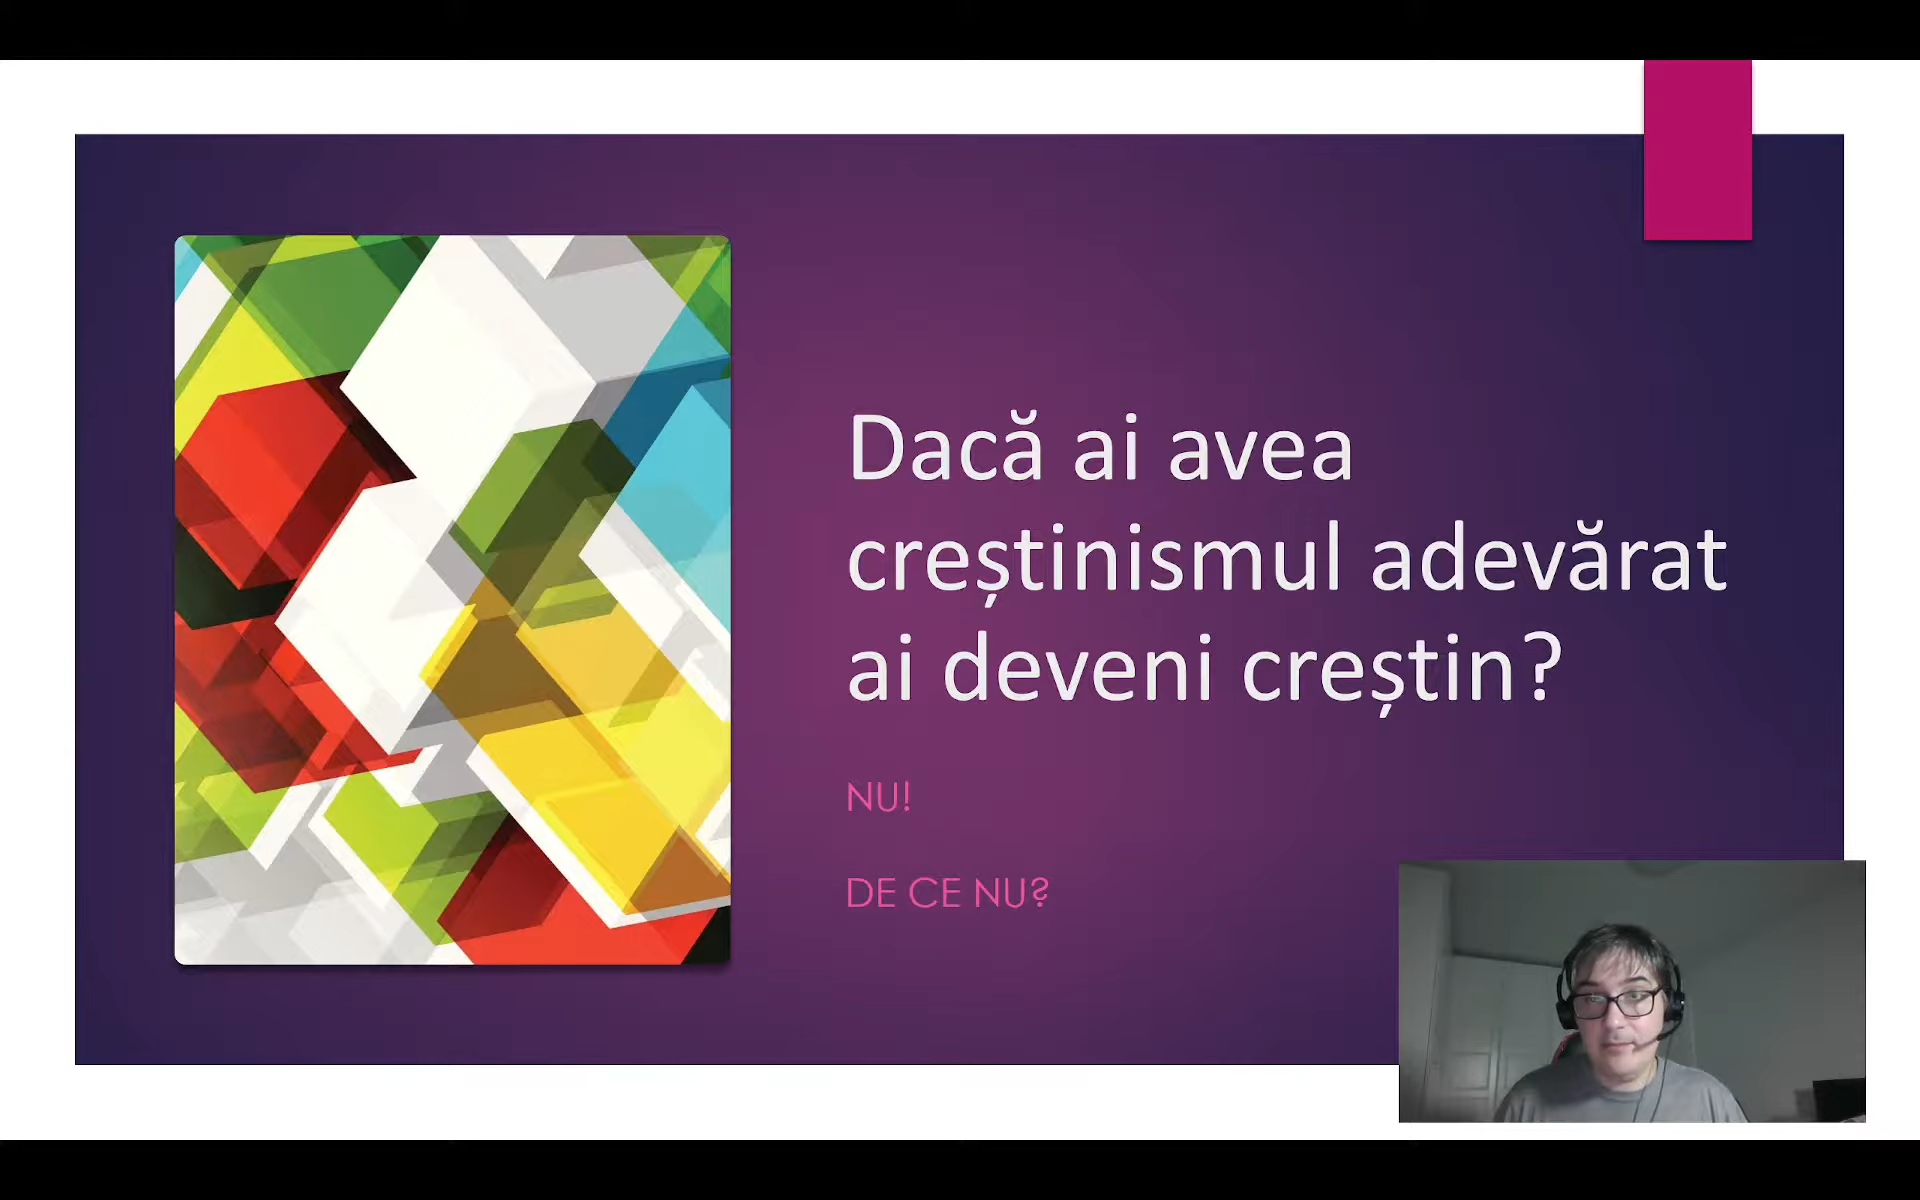 Dacă ai avea
creștinismul adevărat
ai deveni creștin?
NU!
DE CE NU?